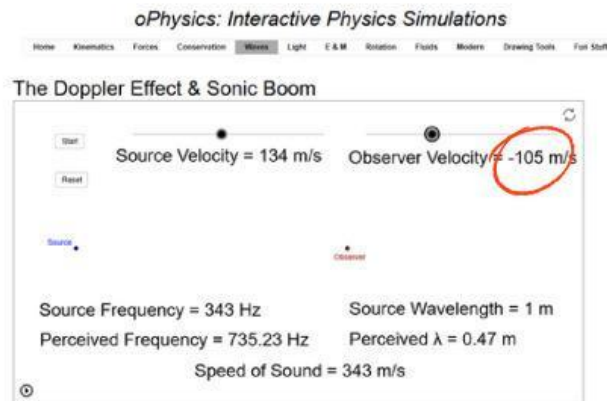 oPhysics: Interactive Physics Simulations
Home Kinematics Forces Conservation Waves Light E & M Rotation Fluids Modern Drawing Tools Fun Stuff
The Doppler Effect & Sonic Boom
Start
Source Velocity = 134 m/s
Observer Velocity = -105 m/s
Reset
Source
Observer
Source Frequency = 343 Hz
Source Wavelength = 1 m
Perceived Frequency = 735.23 Hz
Perceived λ = 0.47 m
Speed of Sound = 343 m/s